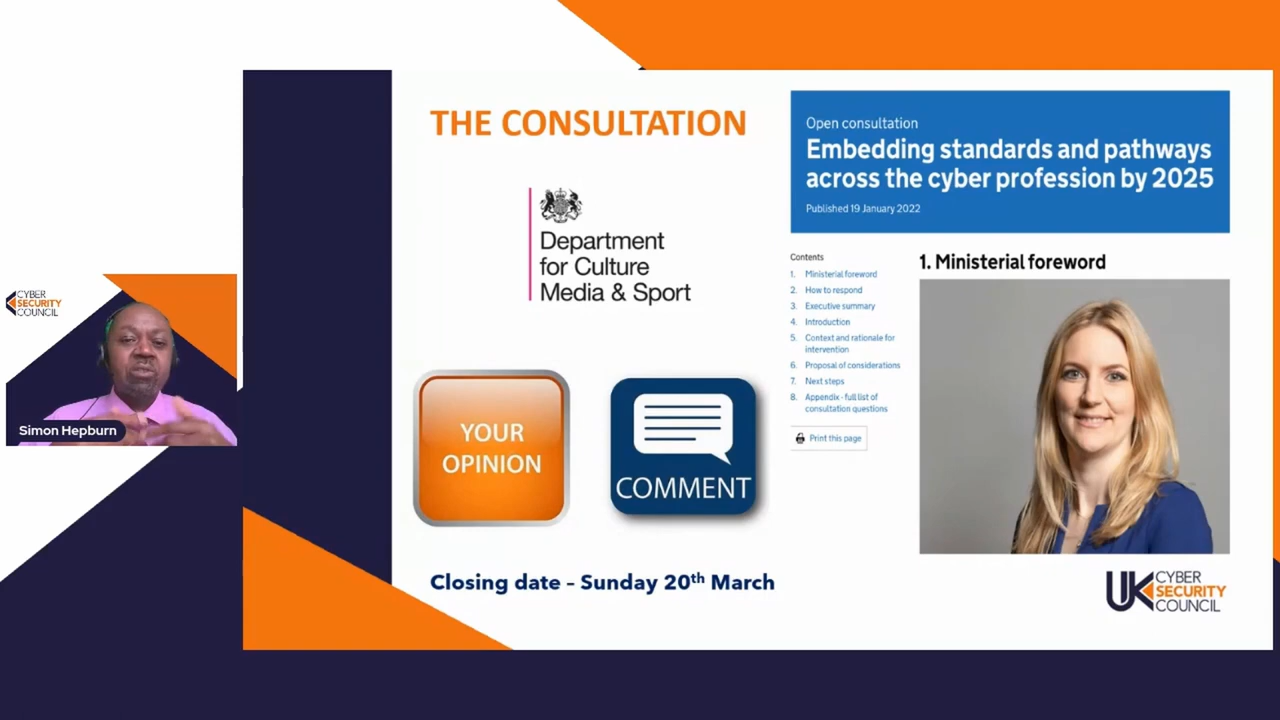 THE CONSULTATION
Department
for Culture
Media & Sport
YOUR
OPINION
COMMENT
Closing date – Sunday 20th March
Open consultation
Embedding standards and pathways
across the cyber profession by 2025
Published 19 January 2022
Contents
1. Ministerial foreword
2. How to respond
3. Executive summary
4. Introduction
5. Context and rationale for
intervention
6. Proposal of considerations
7. Next steps
8. Appendix - full list of
consultation questions
Print this page
1. Ministerial foreword
UK CYBER
SECURITY
COUNCIL
CYBER
SECURITY
COUNCIL
Simon Hepburn